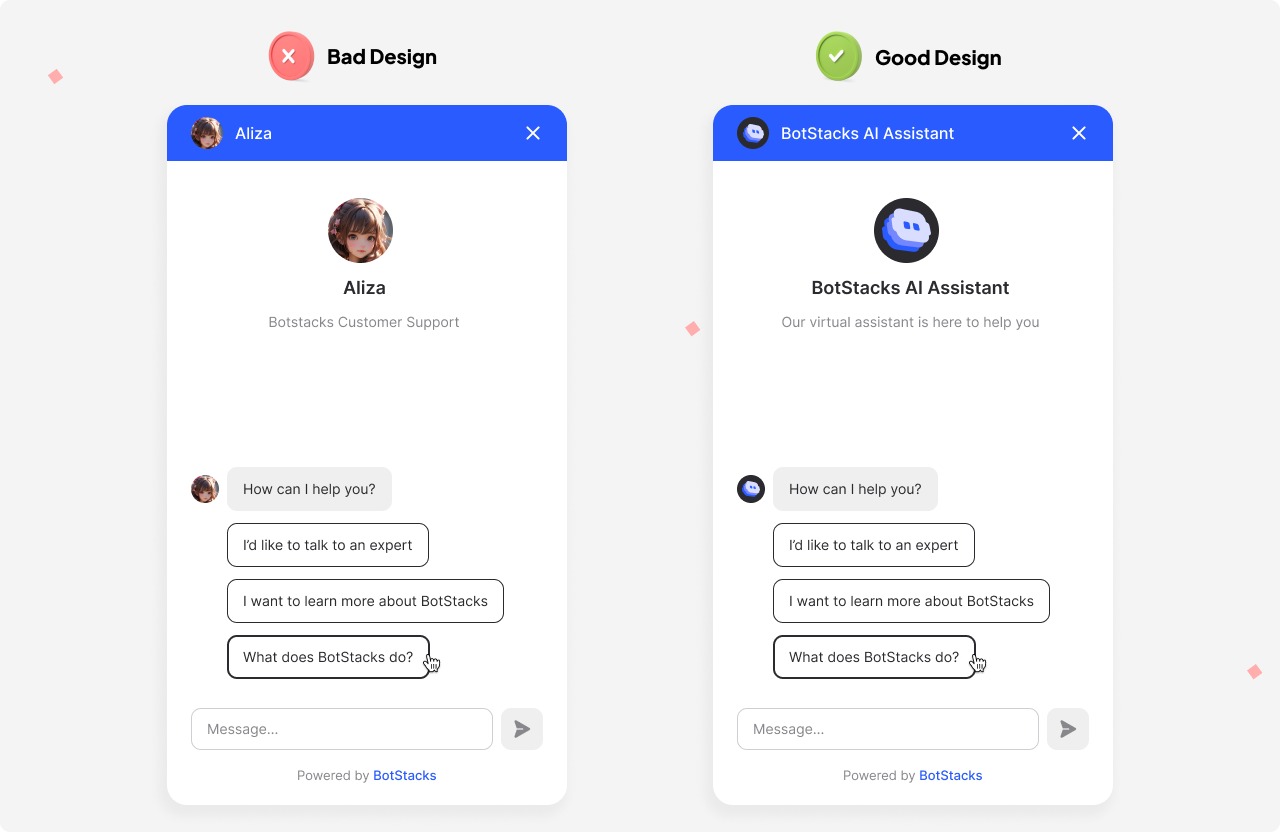 Bad Design
Aliza
Aliza
Botstacks Customer Support
How can I help you?
I’d like to talk to an expert
I want to learn more about BotStacks
What does BotStacks do?
Message...
Powered by BotStacks
Good Design
BotStacks AI Assistant
BotStacks AI Assistant
Our virtual assistant is here to help you
How can I help you?
I’d like to talk to an expert
I want to learn more about BotStacks
What does BotStacks do?
Message...
Powered by BotStacks